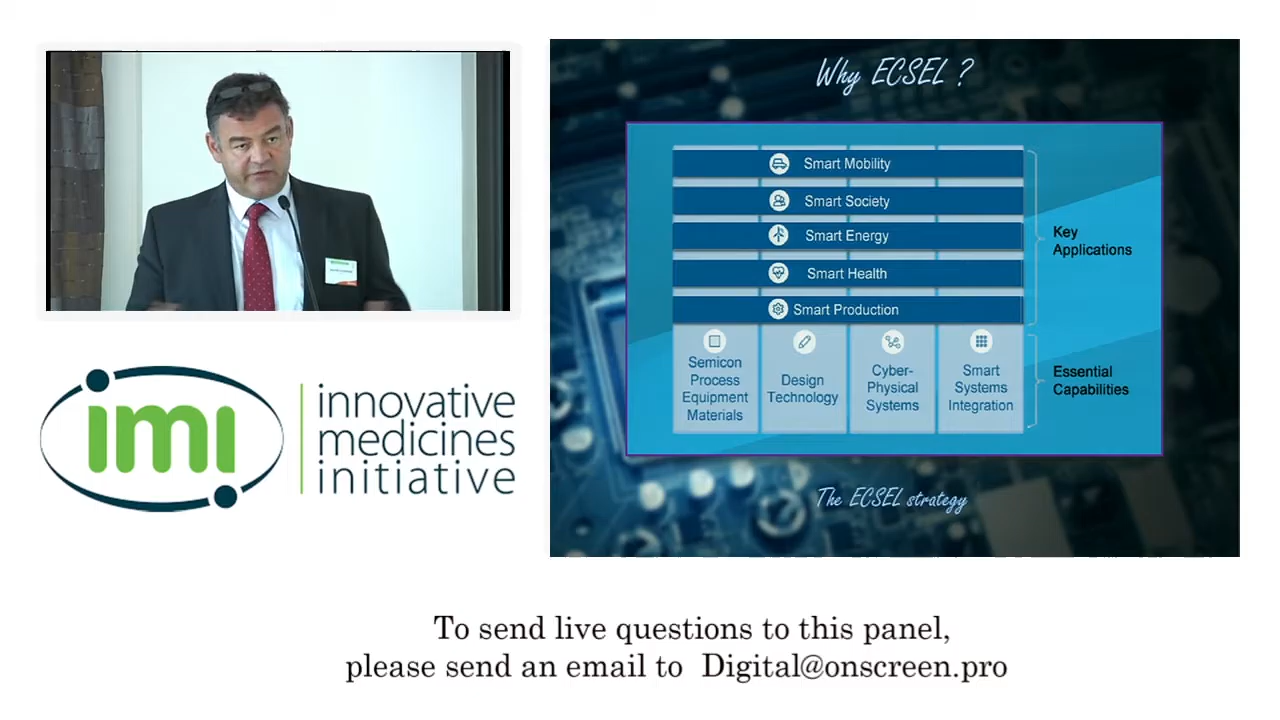 Why ECSEL ?
Smart Mobility
Smart Society
Smart Energy
Smart Health
Smart Production
Key
Applications
Semicon
Process
Equipment
Materials
Design
Technology
Cyber-
Physical
Systems
Smart
Systems
Integration
Essential
Capabilities
The ECSEL strategy
imi
innovative
medicines
initiative
To send live questions to this panel,
please send an email to Digital@onscreen.pro